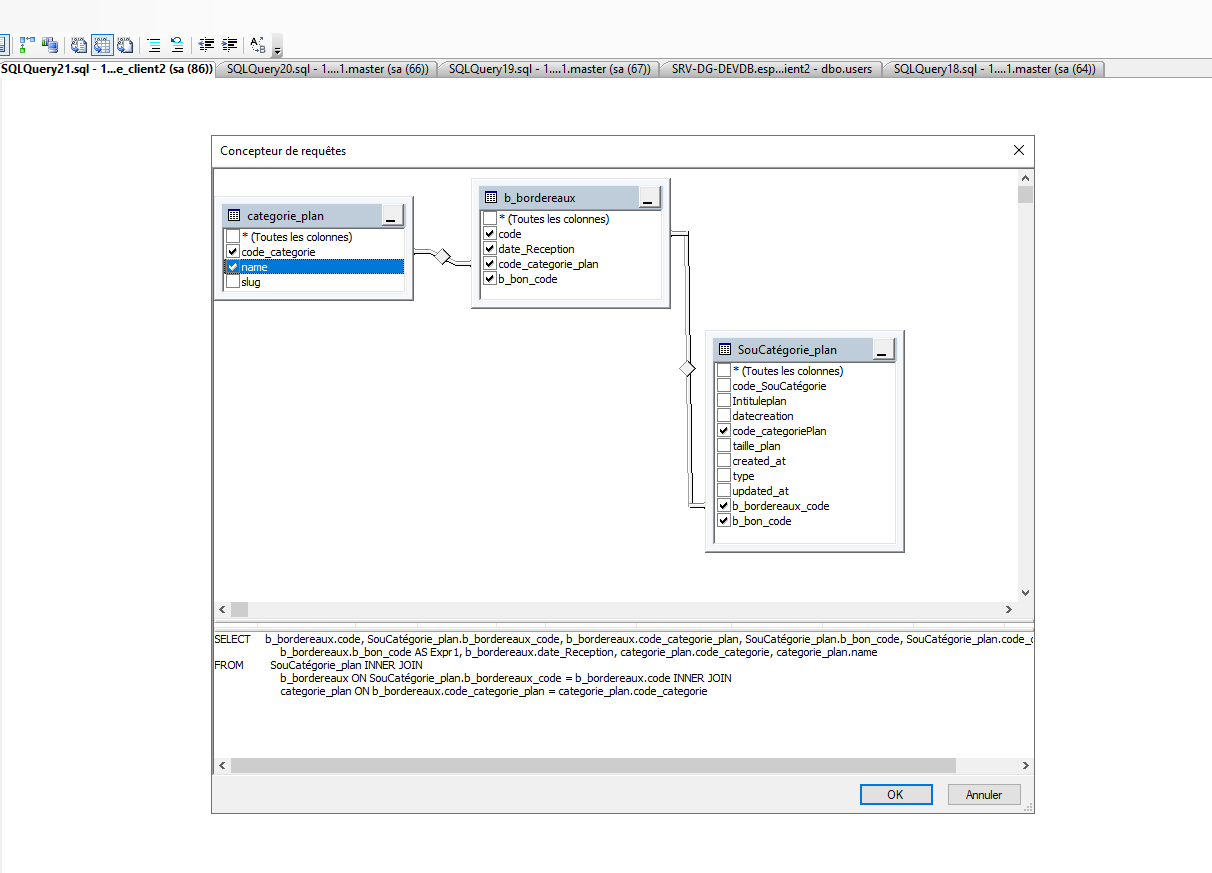 SQLQuery21.sql - 1...e_client2 (sa (86)) SQLQuery20.sql - 1....1.master (sa (66)) SQLQuery19.sql - 1....1.master (sa (67)) SRV-DG-DEVDB.esp...ient2 - dbo.users SQLQuery18.sql - 1....1.master (sa (64))
Concepteur de requêtes
categorie_plan
* (Toutes les colonnes)
code_categorie
name
slug
b_bordereaux
* (Toutes les colonnes)
code
date_Reception
code_categorie_plan
b_bon_code
SouCatégorie_plan
* (Toutes les colonnes)
code_SouCatégorie
Intituleplan
datecreation
code_categoriePlan
taille_plan
created_at
type
updated_at
b_bordereaux_code
b_bon_code
SELECT b_bordereaux.code, SouCatégorie_plan.b_bordereaux_code, b_bordereaux.code_categorie_plan, SouCatégorie_plan.b_bon_code, SouCatégorie_plan.code_c
b_bordereaux.b_bon_code AS Expr1, b_bordereaux.date_Reception, categorie_plan.code_categorie, categorie_plan.name
FROM SouCatégorie_plan INNER JOIN
b_bordereaux ON SouCatégorie_plan.b_bordereaux_code = b_bordereaux.code INNER JOIN
categorie_plan ON b_bordereaux.code_categorie_plan = categorie_plan.code_categorie
OK Annuler